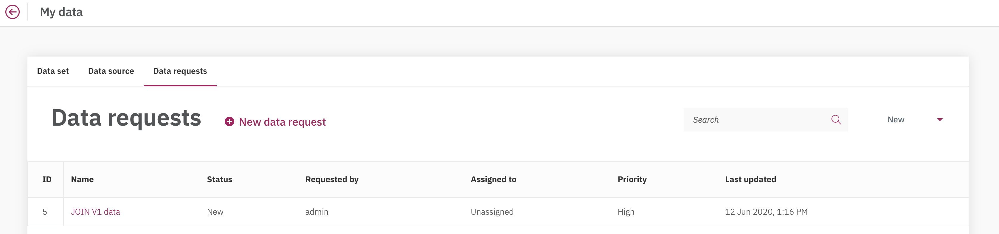 My data
Data set Data source Data requests
Data requests New data request Search New
ID Name Status Requested by Assigned to Priority Last updated
5 JOIN V1 data New admin Unassigned High 12 Jun 2020, 1:16 PM